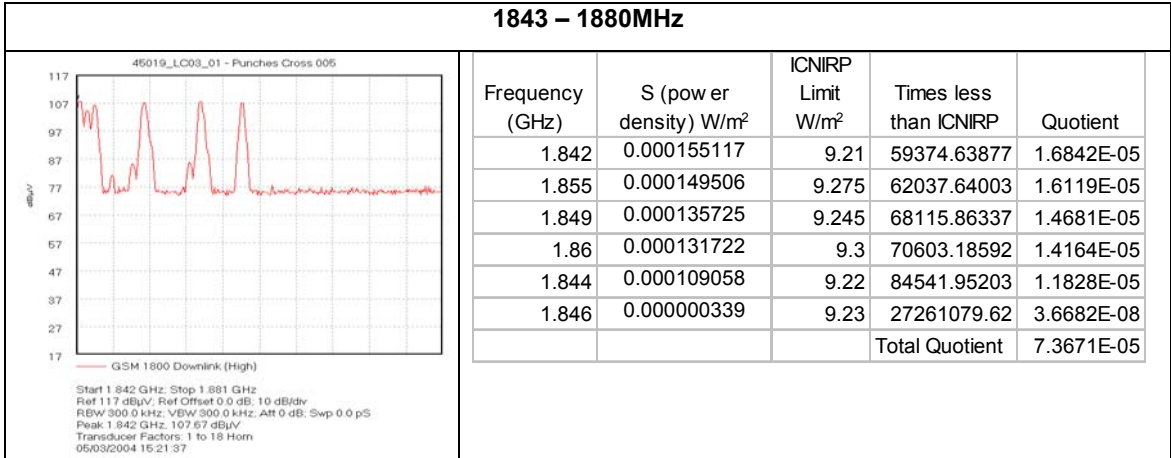 1843 – 1880MHz
45019_LC03_01 - Punches Cross 005
117
107
97
87
77
67
57
47
37
27
17
dBµV
GSM 1800 Downlink (High)
Start 1.842 GHz; Stop 1.881 GHz
Ref 117 dBµV; Ref Offset 0.0 dB; 10 dB/div
RBW 300.0 kHz; VBW 300.0 kHz; Att 0 dB; Swp 0.0 pS
Peak 1.842 GHz, 107.67 dBµV
Transducer Factors: 1 to 18 Horn
05/03/2004 15:21:37
Frequency (GHz) S (pow er density) W/m² ICNIRP Limit W/m² Times less than ICNIRP Quotient
1.842 0.000155117 9.21 59374.63877 1.6842E-05
1.855 0.000149506 9.275 62037.64003 1.6119E-05
1.849 0.000135725 9.245 68115.86337 1.4681E-05
1.86 0.000131722 9.3 70603.18592 1.4164E-05
1.844 0.000109058 9.22 84541.95203 1.1828E-05
1.846 0.000000339 9.23 27261079.62 3.6682E-08
Total Quotient 7.3671E-05